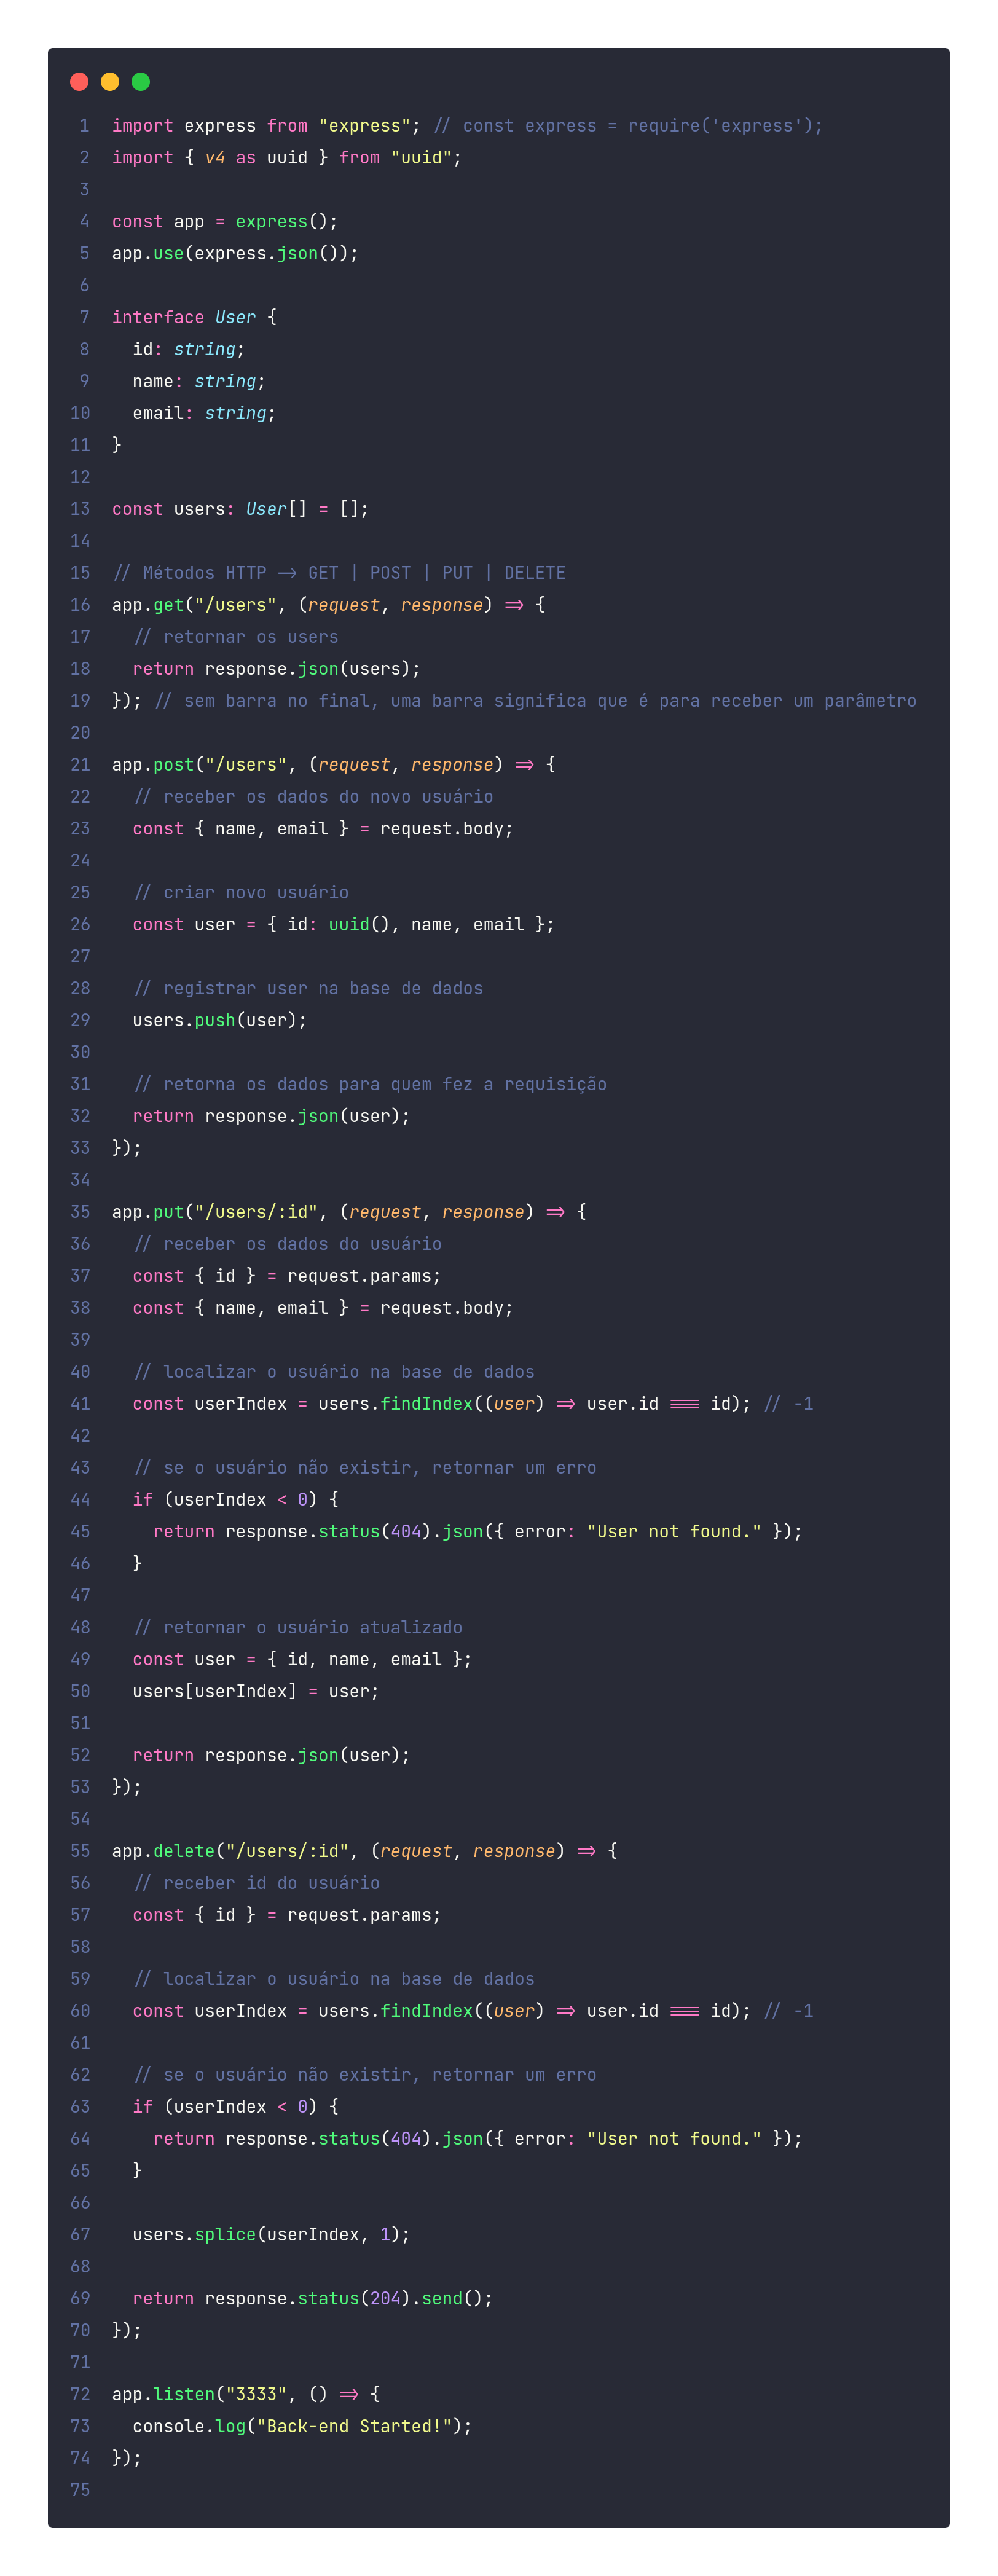 1 import express from "express"; // const express = require('express');
2 import { v4 as uuid } from "uuid";
3
4 const app = express();
5 app.use(express.json());
6
7 interface User {
8   id: string;
9   name: string;
10   email: string;
11 }
12
13 const users: User[] = [];
14
15 // Métodos HTTP -> GET | POST | PUT | DELETE
16 app.get("/users", (request, response) => {
17   // retornar os users
18   return response.json(users);
19 }); // sem barra no final, uma barra significa que é para receber um parâmetro
20
21 app.post("/users", (request, response) => {
22   // receber os dados do novo usuário
23   const { name, email } = request.body;
24
25   // criar novo usuário
26   const user = { id: uuid(), name, email };
27
28   // registrar user na base de dados
29   users.push(user);
30
31   // retorna os dados para quem fez a requisição
32   return response.json(user);
33 });
34
35 app.put("/users/:id", (request, response) => {
36   // receber os dados do usuário
37   const { id } = request.params;
38   const { name, email } = request.body;
39
40   // localizar o usuário na base de dados
41   const userIndex = users.findIndex((user) => user.id === id); // -1
42
43   // se o usuário não existir, retornar um erro
44   if (userIndex < 0) {
45     return response.status(404).json({ error: "User not found." });
46   }
47
48   // retornar o usuário atualizado
49   const user = { id, name, email };
50   users[userIndex] = user;
51
52   return response.json(user);
53 });
54
55 app.delete("/users/:id", (request, response) => {
56   // receber id do usuário
57   const { id } = request.params;
58
59   // localizar o usuário na base de dados
60   const userIndex = users.findIndex((user) => user.id === id); // -1
61
62   // se o usuário não existir, retornar um erro
63   if (userIndex < 0) {
64     return response.status(404).json({ error: "User not found." });
65   }
66
67   users.splice(userIndex, 1);
68
69   return response.status(204).send();
70 });
71
72 app.listen("3333", () => {
73   console.log("Back-end Started!");
74 });
75